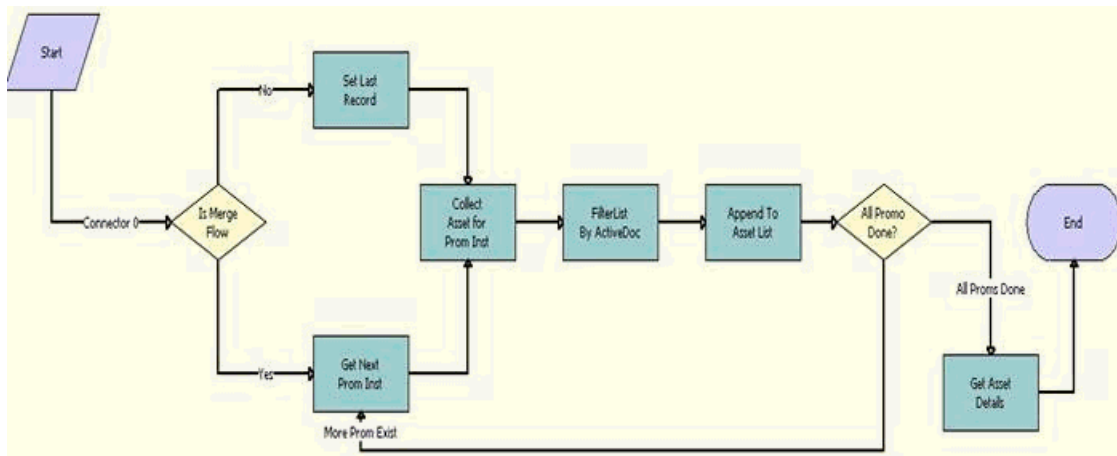 Start
Connector 0
Is Merge
Flow
No
Set Last
Record
Yes
Get Next
Prom Inst
Collect
Asset for
Prom Inst
FilterList
By ActiveDoc
Append To
Asset List
All Promo
Done?
More Prom Exist
All Proms Done
Get Asset
Details
End